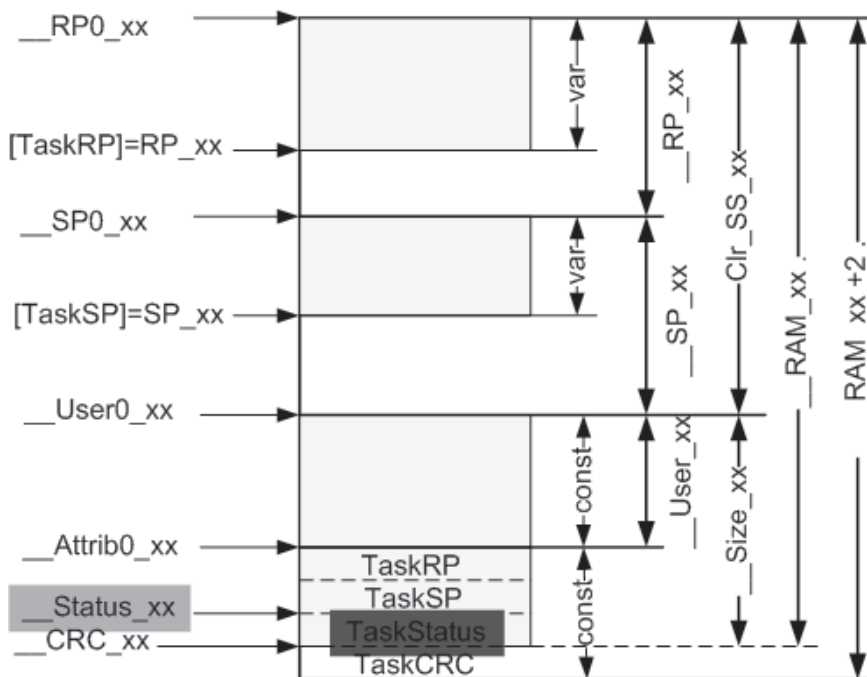 __RP0_xx
[TaskRP]=RP_xx
__SP0_xx
[TaskSP]=SP_xx
__User0_xx
__Attrib0_xx
__Status_xx
__CRC_xx
TaskRP
TaskSP
TaskStatus
TaskCRC
var
var
const
const
__RP_xx
__SP_xx
__User_xx
Clr_SS_xx
__Size_xx
__RAM_xx .
RAM_xx +2 .